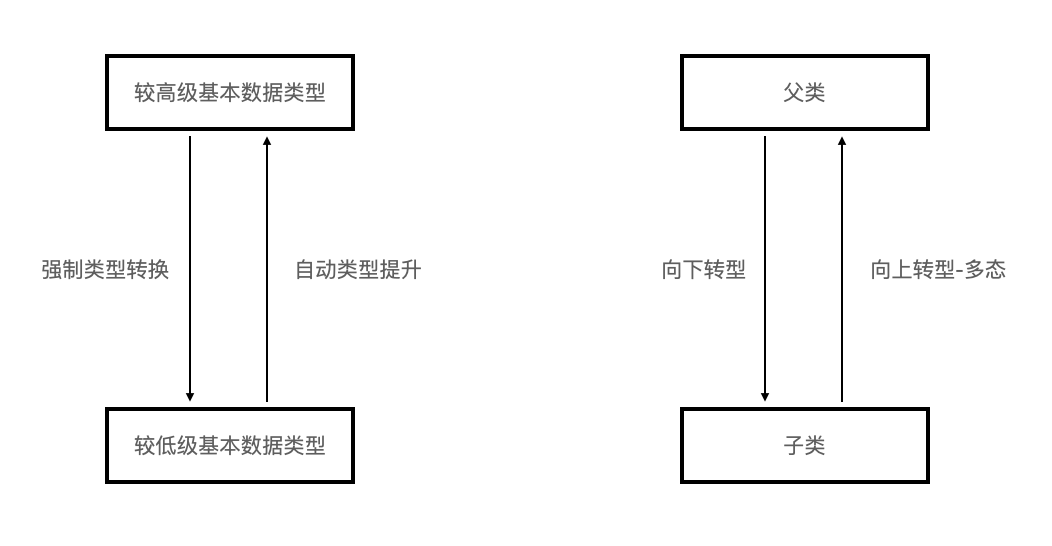 较高级基本数据类型
父类
强制类型转换
自动类型提升
向下转型
向上转型-多态
较低级基本数据类型
子类